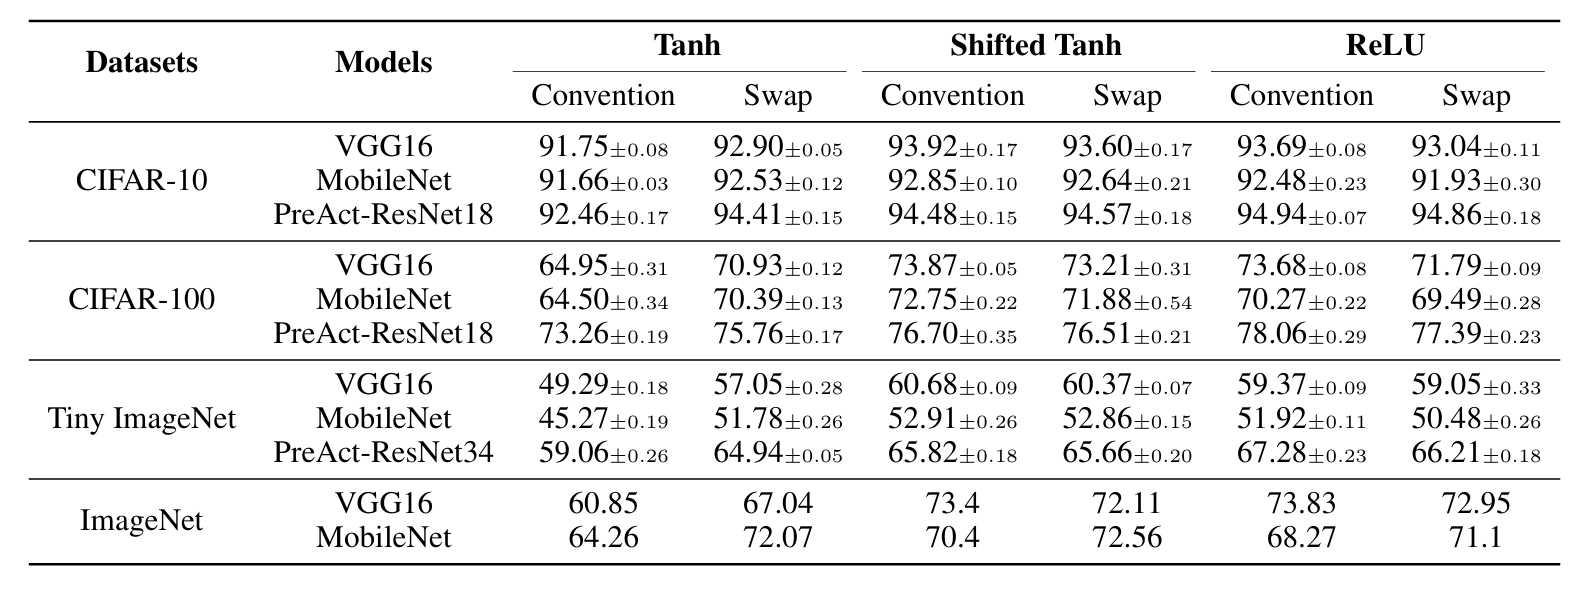 Datasets Models Tanh Shifted Tanh ReLU
Convention Swap Convention Swap Convention Swap
CIFAR-10 VGG16 91.75±0.08 92.90±0.05 93.92±0.17 93.60±0.17 93.69±0.08 93.04±0.11
MobileNet 91.66±0.03 92.53±0.12 92.85±0.10 92.64±0.21 92.48±0.23 91.93±0.30
PreAct-ResNet18 92.46±0.17 94.41±0.15 94.48±0.15 94.57±0.18 94.94±0.07 94.86±0.18
CIFAR-100 VGG16 64.95±0.31 70.93±0.12 73.87±0.05 73.21±0.31 73.68±0.08 71.79±0.09
MobileNet 64.50±0.34 70.39±0.13 72.75±0.22 71.88±0.54 70.27±0.22 69.49±0.28
PreAct-ResNet18 73.26±0.19 75.76±0.17 76.70±0.35 76.51±0.21 78.06±0.29 77.39±0.23
Tiny ImageNet VGG16 49.29±0.18 57.05±0.28 60.68±0.09 60.37±0.07 59.37±0.09 59.05±0.33
MobileNet 45.27±0.19 51.78±0.26 52.91±0.26 52.86±0.15 51.92±0.11 50.48±0.26
PreAct-ResNet34 59.06±0.26 64.94±0.05 65.82±0.18 65.66±0.20 67.28±0.23 66.21±0.18
ImageNet VGG16 60.85 67.04 73.4 72.11 73.83 72.95
MobileNet 64.26 72.07 70.4 72.56 68.27 71.1